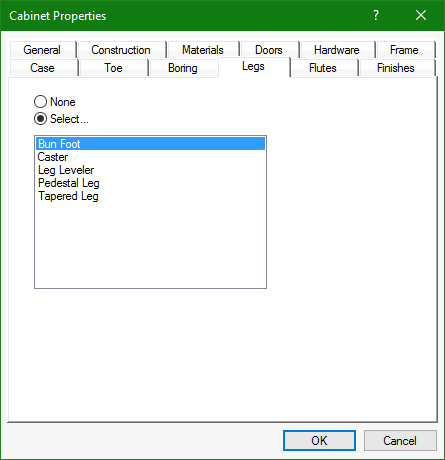 Cabinet Properties ?
General Construction Materials Doors Hardware Frame
Case Toe Boring Legs Flutes Finishes
None
Select...
Bun Foot
Caster
Leg Leveler
Pedestal Leg
Tapered Leg
OK Cancel